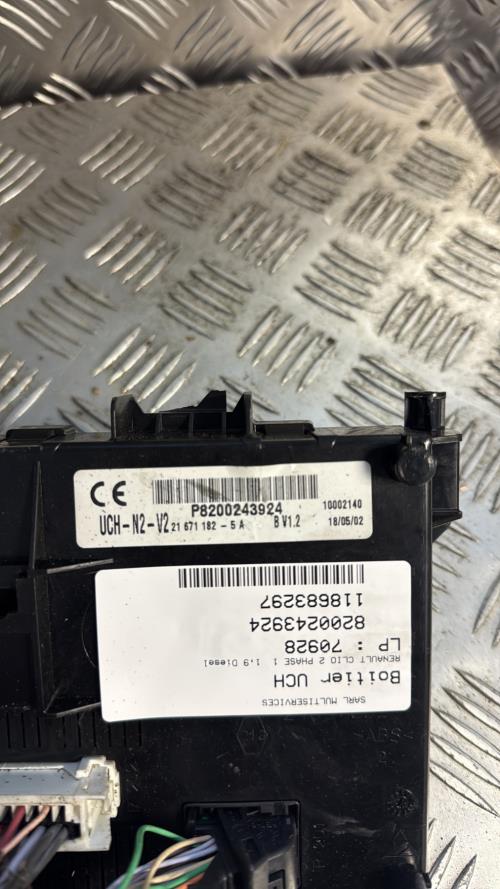 CE
P8200243924
10002140
UCH-N2-V2 21 671 182 - 5 A B V1.2 18/05/02
SARL MULTISERVICES
Boitier UCH
RENAULT CLIO 2 PHASE 1 1,9 Diesel
LP : 70928
8200243924
118683297
>ABS<